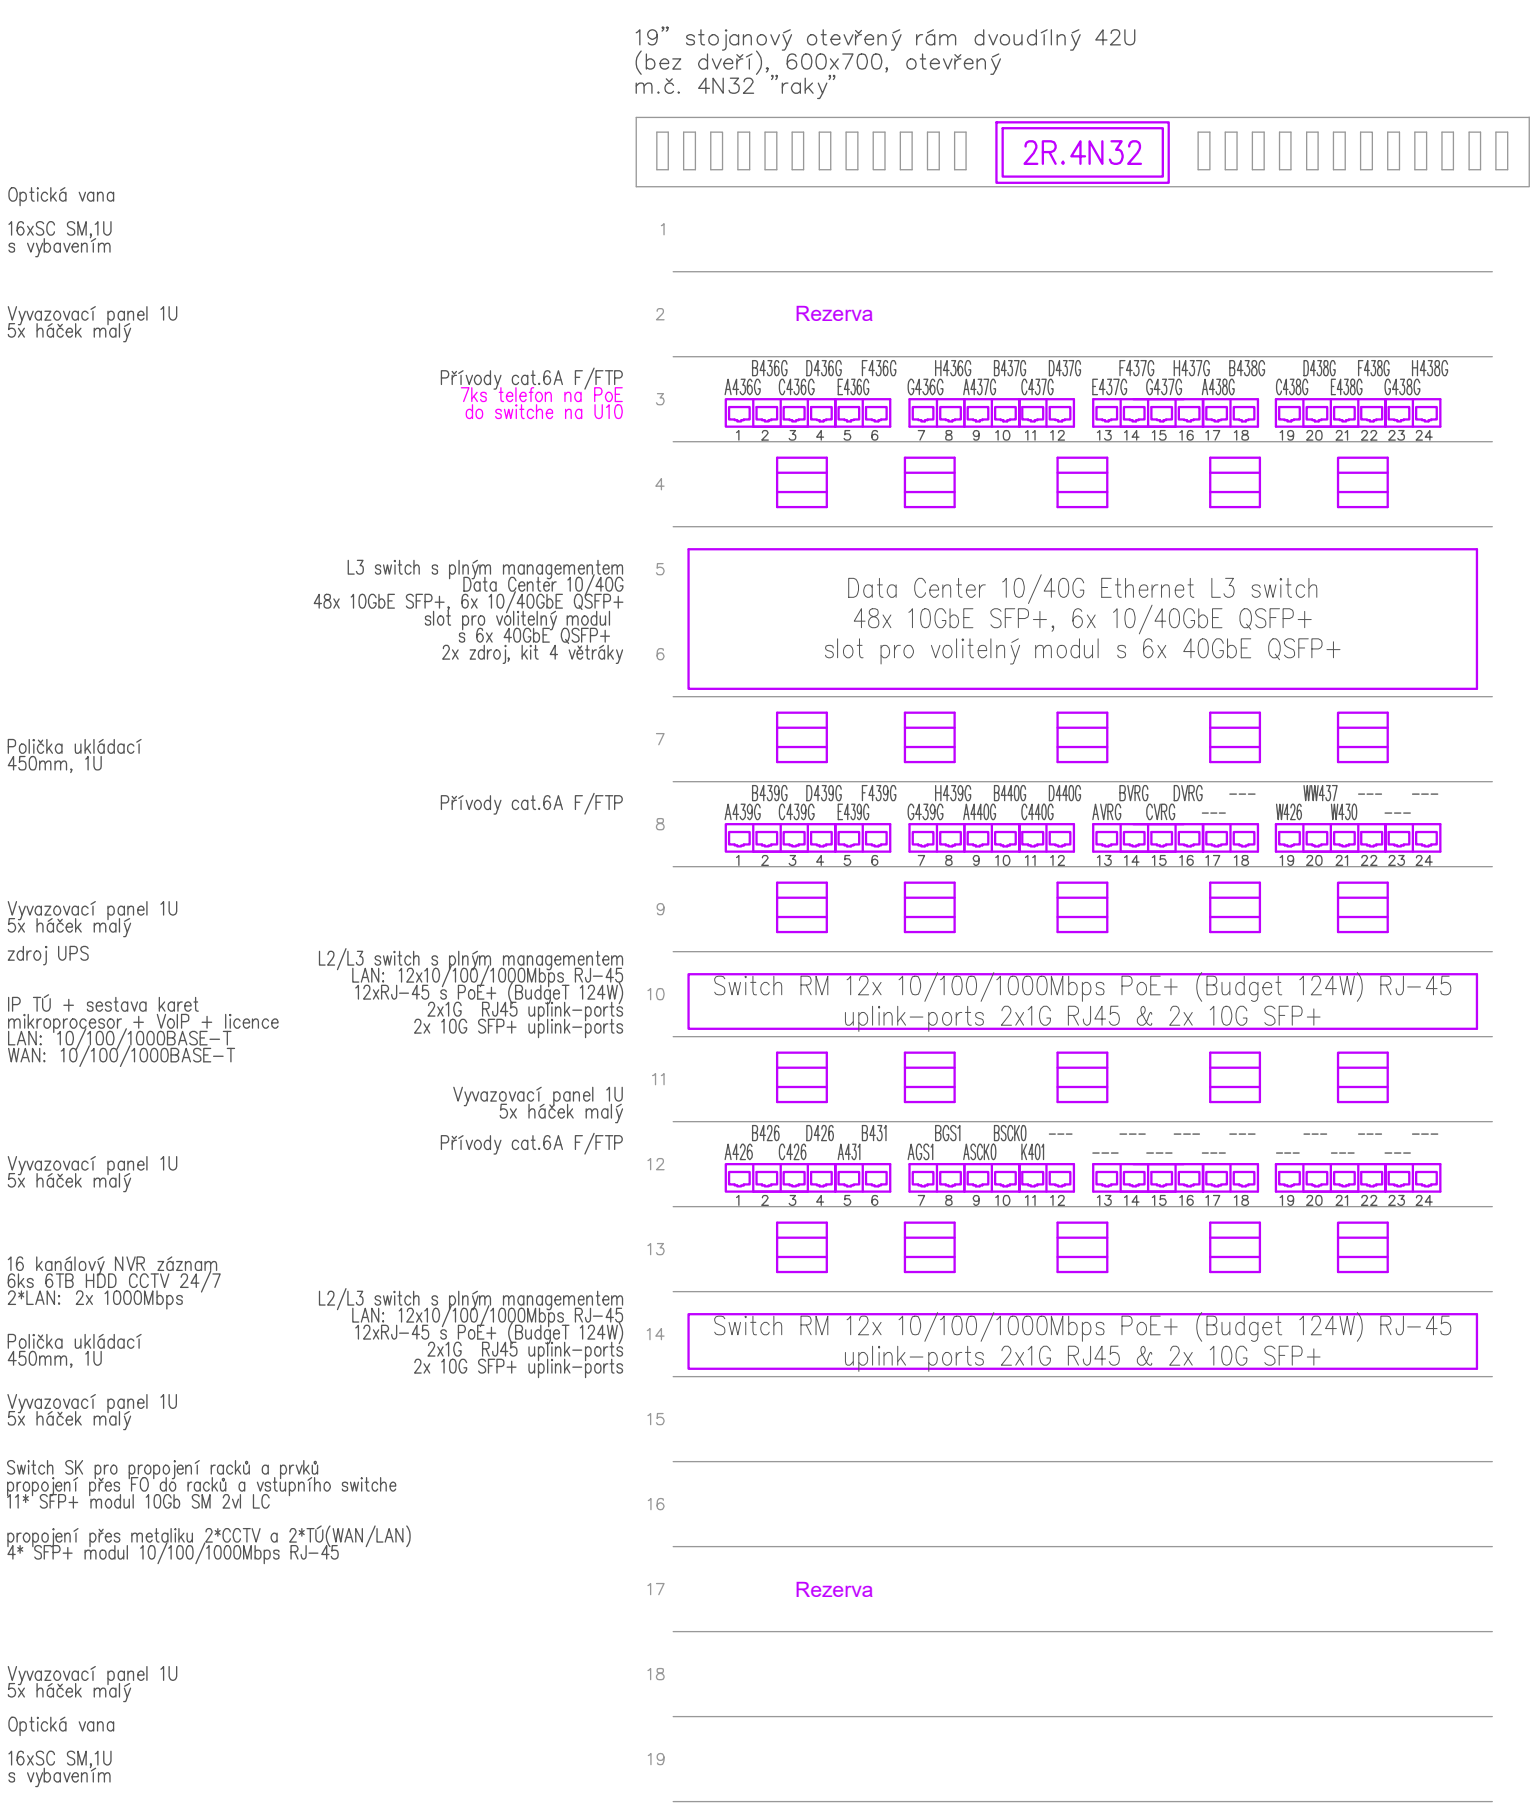 19" stojanový otevřený rám dvoudílný 42U
(bez dveří), 600x700, otevřený
m.č. 4N32 "raky"
2R.4N32
Optická vana
16xSC SM,1U
s vybavením
1
Vyvazovací panel 1U
5x háček malý
2
Rezerva
Přívody cat.6A F/FTP
7ks telefon na PoE
do switche na U10
3
B436G D436G F436G H436G B437G D437G F437G H437G B438G D438G F438G H438G
A436G C436G E436G G436G A437G C437G E437G G437G A438G C438G E438G G438G
1 2 3 4 5 6 7 8 9 10 11 12 13 14 15 16 17 18 19 20 21 22 23 24
4
L3 switch s plným managementem
Data Center 10/40G
48x 10GbE SFP+, 6x 10/40GbE QSFP+
slot pro volitelný modul
s 6x 40GbE QSFP+
2x zdroj, kit 4 větráky
5
6
Data Center 10/40G Ethernet L3 switch
48x 10GbE SFP+, 6x 10/40GbE QSFP+
slot pro volitelný modul s 6x 40GbE QSFP+
Polička ukládací
450mm, 1U
7
Přívody cat.6A F/FTP
8
B439G D439G F439G H439G B440G D440G BVRG DVRG --- WW437 --- ---
A439G C439G E439G G439G A440G C440G AVRG CVRG --- W426 W430 ---
1 2 3 4 5 6 7 8 9 10 11 12 13 14 15 16 17 18 19 20 21 22 23 24
Vyvazovací panel 1U
5x háček malý
9
zdroj UPS
IP TÚ + sestava karet
mikroprocesor + VoIP + licence
LAN: 10/100/1000BASE-T
WAN: 10/100/1000BASE-T
L2/L3 switch s plným managementem
LAN: 12x10/100/1000Mbps RJ-45
12xRJ-45 s PoE+ (BudgeT 124W)
2x1G RJ45 uplink-ports
2x 10G SFP+ uplink-ports
10
Switch RM 12x 10/100/1000Mbps PoE+ (Budget 124W) RJ-45
uplink-ports 2x1G RJ45 & 2x 10G SFP+
Vyvazovací panel 1U
5x háček malý
11
Přívody cat.6A F/FTP
Vyvazovací panel 1U
5x háček malý
12
B426 D426 B431 BGS1 BSCK0 --- --- --- --- --- --- ---
A426 C426 A431 AGS1 ASCK0 K401 --- --- --- --- --- ---
1 2 3 4 5 6 7 8 9 10 11 12 13 14 15 16 17 18 19 20 21 22 23 24
13
16 kanálový NVR záznam
6ks 6TB HDD CCTV 24/7
2*LAN: 2x 1000Mbps
Polička ukládací
450mm, 1U
L2/L3 switch s plným managementem
LAN: 12x10/100/1000Mbps RJ-45
12xRJ-45 s PoE+ (BudgeT 124W)
2x1G RJ45 uplink-ports
2x 10G SFP+ uplink-ports
14
Switch RM 12x 10/100/1000Mbps PoE+ (Budget 124W) RJ-45
uplink-ports 2x1G RJ45 & 2x 10G SFP+
Vyvazovací panel 1U
5x háček malý
15
Switch SK pro propojení racků a prvků
propojení přes FO do racků a vstupního switche
11* SFP+ modul 10Gb SM 2vl LC
16
propojení přes metaliku 2*CCTV a 2*TÚ(WAN/LAN)
4* SFP+ modul 10/100/1000Mbps RJ-45
17
Rezerva
Vyvazovací panel 1U
5x háček malý
18
Optická vana
16xSC SM,1U
s vybavením
19